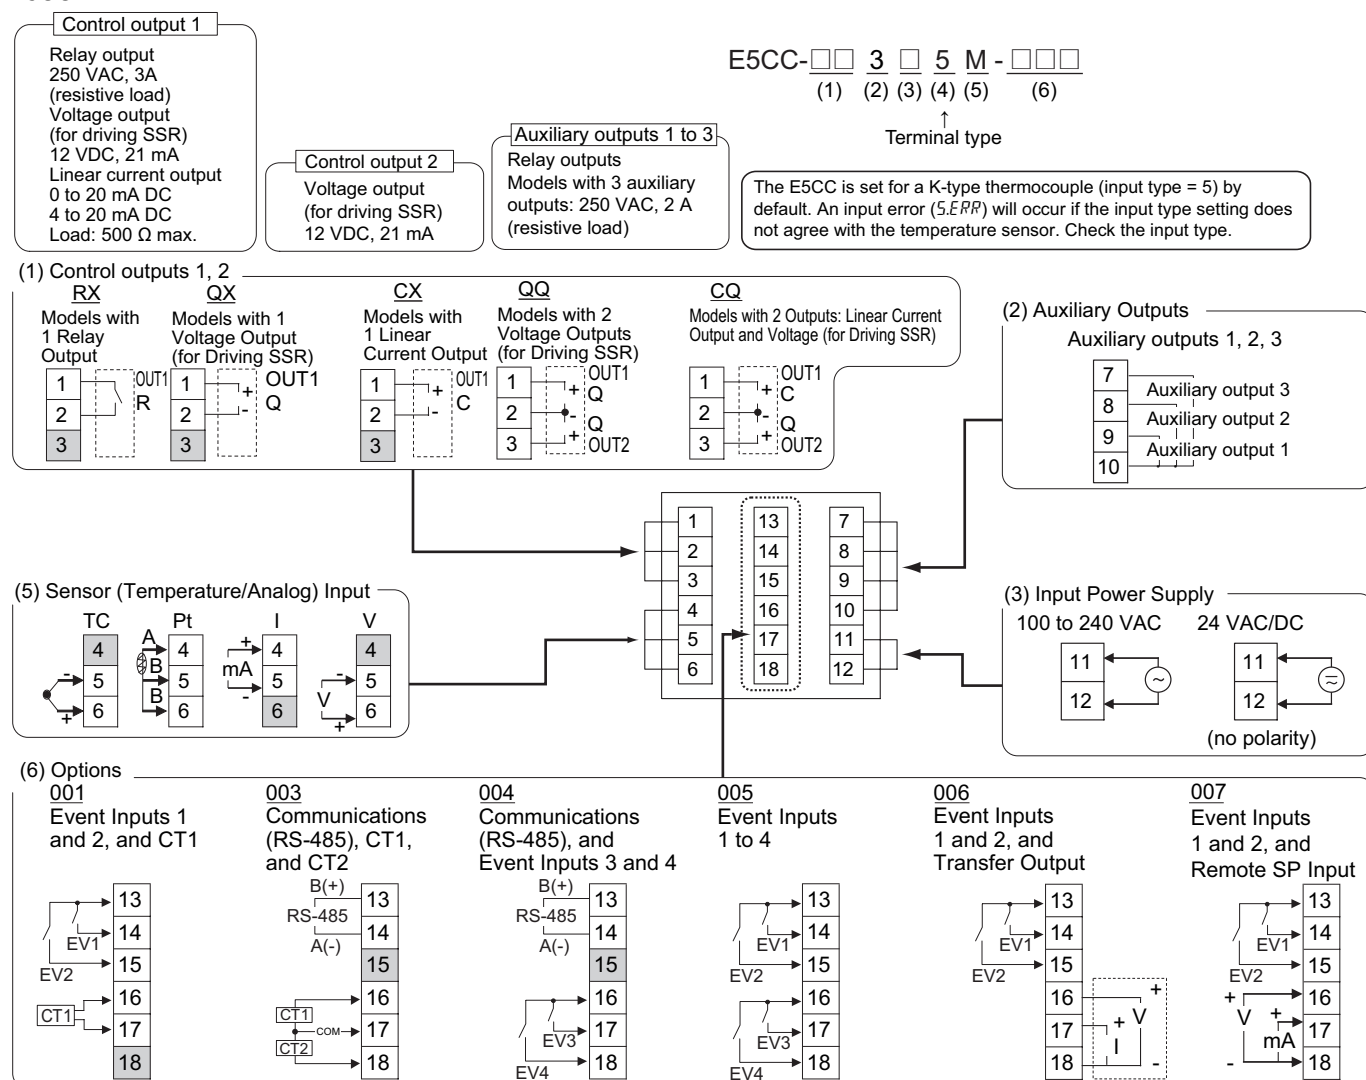 Control output 1
Relay output
250 VAC, 3A
(resistive load)
Voltage output
(for driving SSR)
12 VDC, 21 mA
Linear current output
0 to 20 mA DC
4 to 20 mA DC
Load: 500 Ω max.
Control output 2
Voltage output
(for driving SSR)
12 VDC, 21 mA
Auxiliary outputs 1 to 3
Relay outputs
Models with 3 auxiliary
outputs: 250 VAC, 2 A
(resistive load)
E5CC-□□ 3 □ 5 M - □□□
(1) (2) (3) (4) (5) (6)
↑
Terminal type
The E5CC is set for a K-type thermocouple (input type = 5) by
default. An input error (S.ERR) will occur if the input type setting does
not agree with the temperature sensor. Check the input type.
(1) Control outputs 1, 2
RX
Models with
1 Relay
Output
1
2
3
OUT1
R
QX
Models with 1
Voltage Output
(for Driving SSR)
1
2
3
+
-
OUT1
Q
CX
Models with
1 Linear
Current Output
1
2
3
+
-
OUT1
C
QQ
Models with 2
Voltage Outputs
(for Driving SSR)
1
2
3
+
-
+
OUT1
Q
Q
OUT2
CQ
Models with 2 Outputs: Linear Current
Output and Voltage (for Driving SSR)
1
2
3
+
-
+
OUT1
C
Q
OUT2
(2) Auxiliary Outputs
Auxiliary outputs 1, 2, 3
7
8
9
10
Auxiliary output 3
Auxiliary output 2
Auxiliary output 1
1 13 7
2 14 8
3 15 9
4 16 10
5 17 11
6 18 12
(5) Sensor (Temperature/Analog) Input
TC
4
5
6
-
+
Pt
A
B
B
4
5
6
I
+
mA
-
4
5
6
V
-
V
+
4
5
6
(3) Input Power Supply
100 to 240 VAC
11
12
~
24 VAC/DC
11
12
(no polarity)
(6) Options
001
Event Inputs 1
and 2, and CT1
EV1
EV2
CT1
13
14
15
16
17
18
003
Communications
(RS-485), CT1,
and CT2
B(+)
RS-485
A(-)
CT1
COM
CT2
13
14
15
16
17
18
004
Communications
(RS-485), and
Event Inputs 3 and 4
B(+)
RS-485
A(-)
EV3
EV4
13
14
15
16
17
18
005
Event Inputs
1 to 4
EV1
EV2
EV3
EV4
13
14
15
16
17
18
006
Event Inputs
1 and 2, and
Transfer Output
EV1
EV2
13
14
15
16
17
18
+
+ V
I
-
007
Event Inputs
1 and 2, and
Remote SP Input
EV1
EV2
+
V +
mA
-
13
14
15
16
17
18